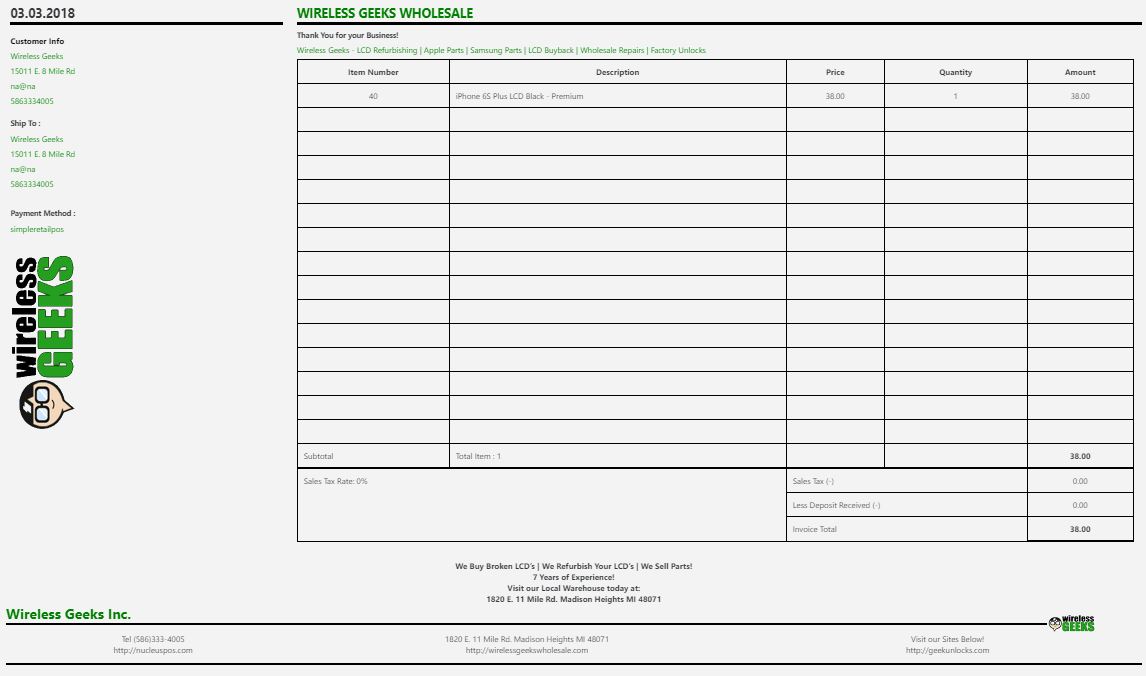 03.03.2018
Customer Info
Wireless Geeks
15011 E. 8 Mile Rd
na@na
5863334005
Ship To :
Wireless Geeks
15011 E. 8 Mile Rd
na@na
5863334005
Payment Method :
simpleretailpos
wireless
GEEKS
WIRELESS GEEKS WHOLESALE
Thank You for your Business!
Wireless Geeks - LCD Refurbishing | Apple Parts | Samsung Parts | LCD Buyback | Wholesale Repairs | Factory Unlocks
Item Number Description Price Quantity Amount
40 iPhone 6S Plus LCD Black - Premium 38.00 1 38.00
Subtotal Total Item : 1 38.00
Sales Tax Rate: 0% Sales Tax (-) 0.00
Less Deposit Received (-) 0.00
Invoice Total 38.00
We Buy Broken LCD's | We Refurbish Your LCD's | We Sell Parts!
7 Years of Experience!
Visit our Local Warehouse today at:
1820 E. 11 Mile Rd. Madison Heights MI 48071
Wireless Geeks Inc.
wireless
GEEKS
Tel (586)333-4005 1820 E. 11 Mile Rd. Madison Heights MI 48071 Visit our Sites Below!
http://nucleuspos.com http://wirelessgeekswholesale.com http://geekunlocks.com